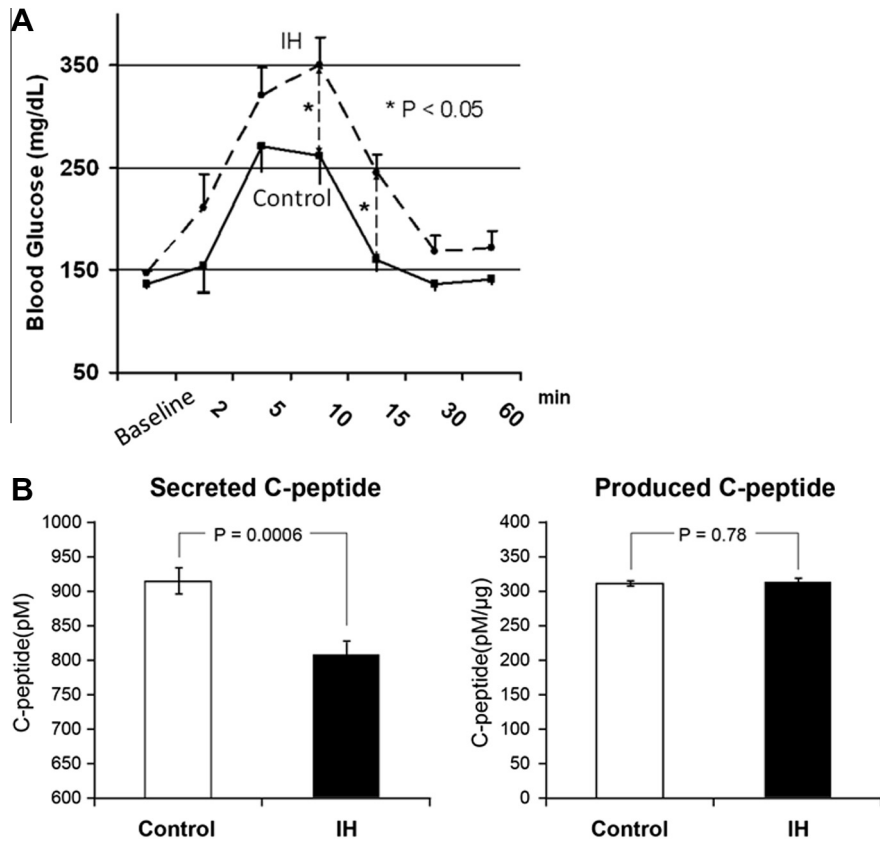 A
Blood Glucose (mg/dL)
350
250
150
50
IH
*
* P < 0.05
Control
*
Baseline 2 5 10 15 30 60 min
B
Secreted C-peptide
C-peptide(pM)
1000
950
900
850
800
750
700
650
600
P = 0.0006
Control IH
Produced C-peptide
C-peptide(pM/µg)
400
350
300
250
200
150
100
50
0
P = 0.78
Control IH